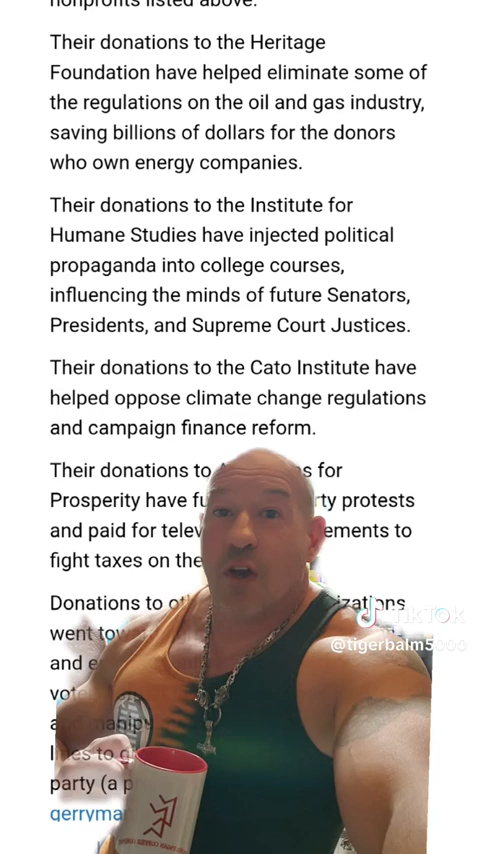 nonprofits listed above.
Their donations to the Heritage
Foundation have helped eliminate some of
the regulations on the oil and gas industry,
saving billions of dollars for the donors
who own energy companies.
Their donations to the Institute for
Humane Studies have injected political
propaganda into college courses,
influencing the minds of future Senators,
Presidents, and Supreme Court Justices.
Their donations to the Cato Institute have
helped oppose climate change regulations
and campaign finance reform.
Their donations to for
Prosperity have protests
and paid for
fight taxes on the
Donations to
went
and
party (a
TikTok
@tigerbalm5000